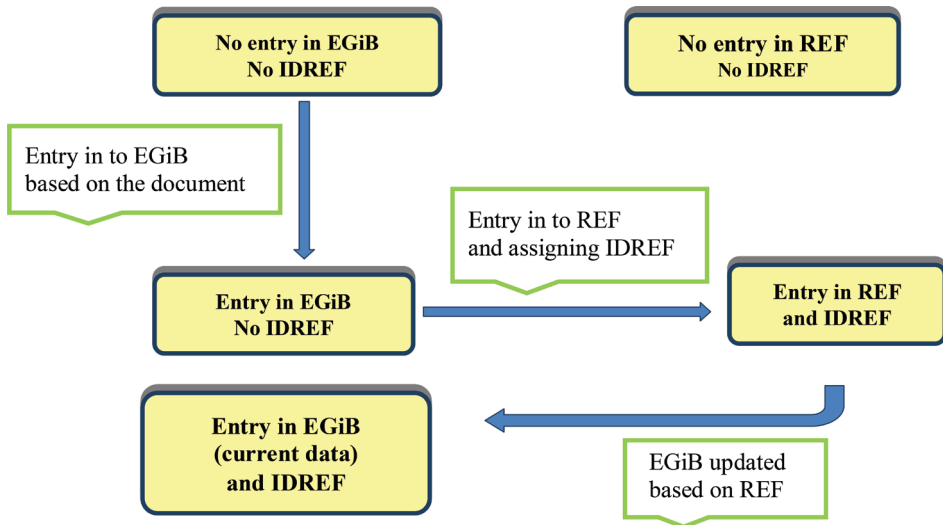 No entry in EGiB
No IDREF
No entry in REF
No IDREF
Entry in to EGiB
based on the document
Entry in to REF
and assigning IDREF
Entry in EGiB
No IDREF
Entry in REF
and IDREF
Entry in EGiB
(current data)
and IDREF
EGiB updated
based on REF